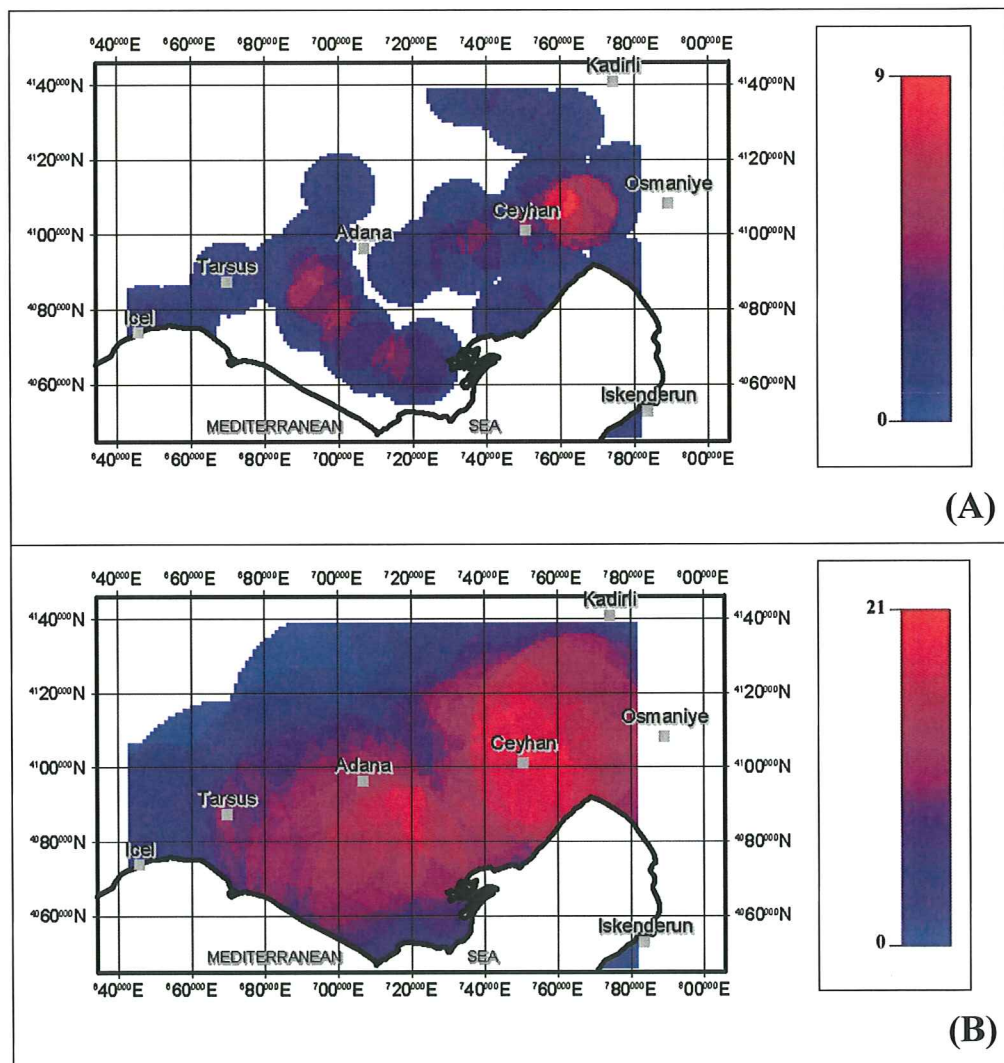 ⁶40⁰⁰⁰E ⁶60⁰⁰⁰E ⁶80⁰⁰⁰E ⁷00⁰⁰⁰E ⁷20⁰⁰⁰E ⁷40⁰⁰⁰E ⁷60⁰⁰⁰E ⁷80⁰⁰⁰E ⁸00⁰⁰⁰E
Kadirli
⁴¹40⁰⁰⁰N ⁴¹40⁰⁰⁰N
9
⁴¹20⁰⁰⁰N ⁴¹20⁰⁰⁰N
Osmaniye
Ceyhan
⁴¹00⁰⁰⁰N Adana ⁴¹00⁰⁰⁰N
Tarsus
⁴⁰80⁰⁰⁰N ⁴⁰80⁰⁰⁰N
Icel
⁴⁰60⁰⁰⁰N ⁴⁰60⁰⁰⁰N
Iskenderun
MEDITERRANEAN SEA
0
⁶40⁰⁰⁰E ⁶60⁰⁰⁰E ⁶80⁰⁰⁰E ⁷00⁰⁰⁰E ⁷20⁰⁰⁰E ⁷40⁰⁰⁰E ⁷60⁰⁰⁰E ⁷80⁰⁰⁰E ⁸00⁰⁰⁰E
(A)
⁶40⁰⁰⁰E ⁶60⁰⁰⁰E ⁶80⁰⁰⁰E ⁷00⁰⁰⁰E ⁷20⁰⁰⁰E ⁷40⁰⁰⁰E ⁷60⁰⁰⁰E ⁷80⁰⁰⁰E ⁸00⁰⁰⁰E
Kadirli
21
⁴¹40⁰⁰⁰N ⁴¹40⁰⁰⁰N
⁴¹20⁰⁰⁰N ⁴¹20⁰⁰⁰N
Osmaniye
Ceyhan
⁴¹00⁰⁰⁰N Adana ⁴¹00⁰⁰⁰N
Tarsus
⁴⁰80⁰⁰⁰N ⁴⁰80⁰⁰⁰N
Icel
⁴⁰60⁰⁰⁰N ⁴⁰60⁰⁰⁰N
Iskenderun
MEDITERRANEAN SEA
0
⁶40⁰⁰⁰E ⁶60⁰⁰⁰E ⁶80⁰⁰⁰E ⁷00⁰⁰⁰E ⁷20⁰⁰⁰E ⁷40⁰⁰⁰E ⁷60⁰⁰⁰E ⁷80⁰⁰⁰E ⁸00⁰⁰⁰E
(B)